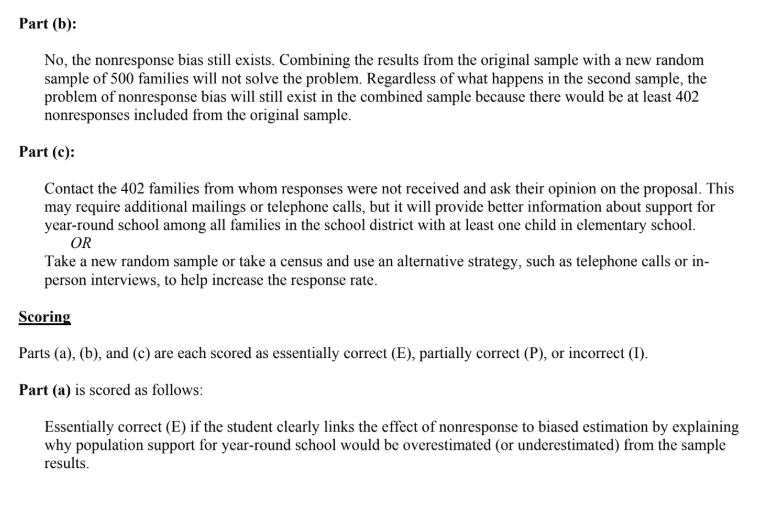 Part (b):
No, the nonresponse bias still exists. Combining the results from the original sample with a new random
sample of 500 families will not solve the problem. Regardless of what happens in the second sample, the
problem of nonresponse bias will still exist in the combined sample because there would be at least 402
nonresponses included from the original sample.
Part (c):
Contact the 402 families from whom responses were not received and ask their opinion on the proposal. This
may require additional mailings or telephone calls, but it will provide better information about support for
year-round school among all families in the school district with at least one child in elementary school.
OR
Take a new random sample or take a census and use an alternative strategy, such as telephone calls or in-
person interviews, to help increase the response rate.
Scoring
Parts (a), (b), and (c) are each scored as essentially correct (E), partially correct (P), or incorrect (I).
Part (a) is scored as follows:
Essentially correct (E) if the student clearly links the effect of nonresponse to biased estimation by explaining
why population support for year-round school would be overestimated (or underestimated) from the sample
results.